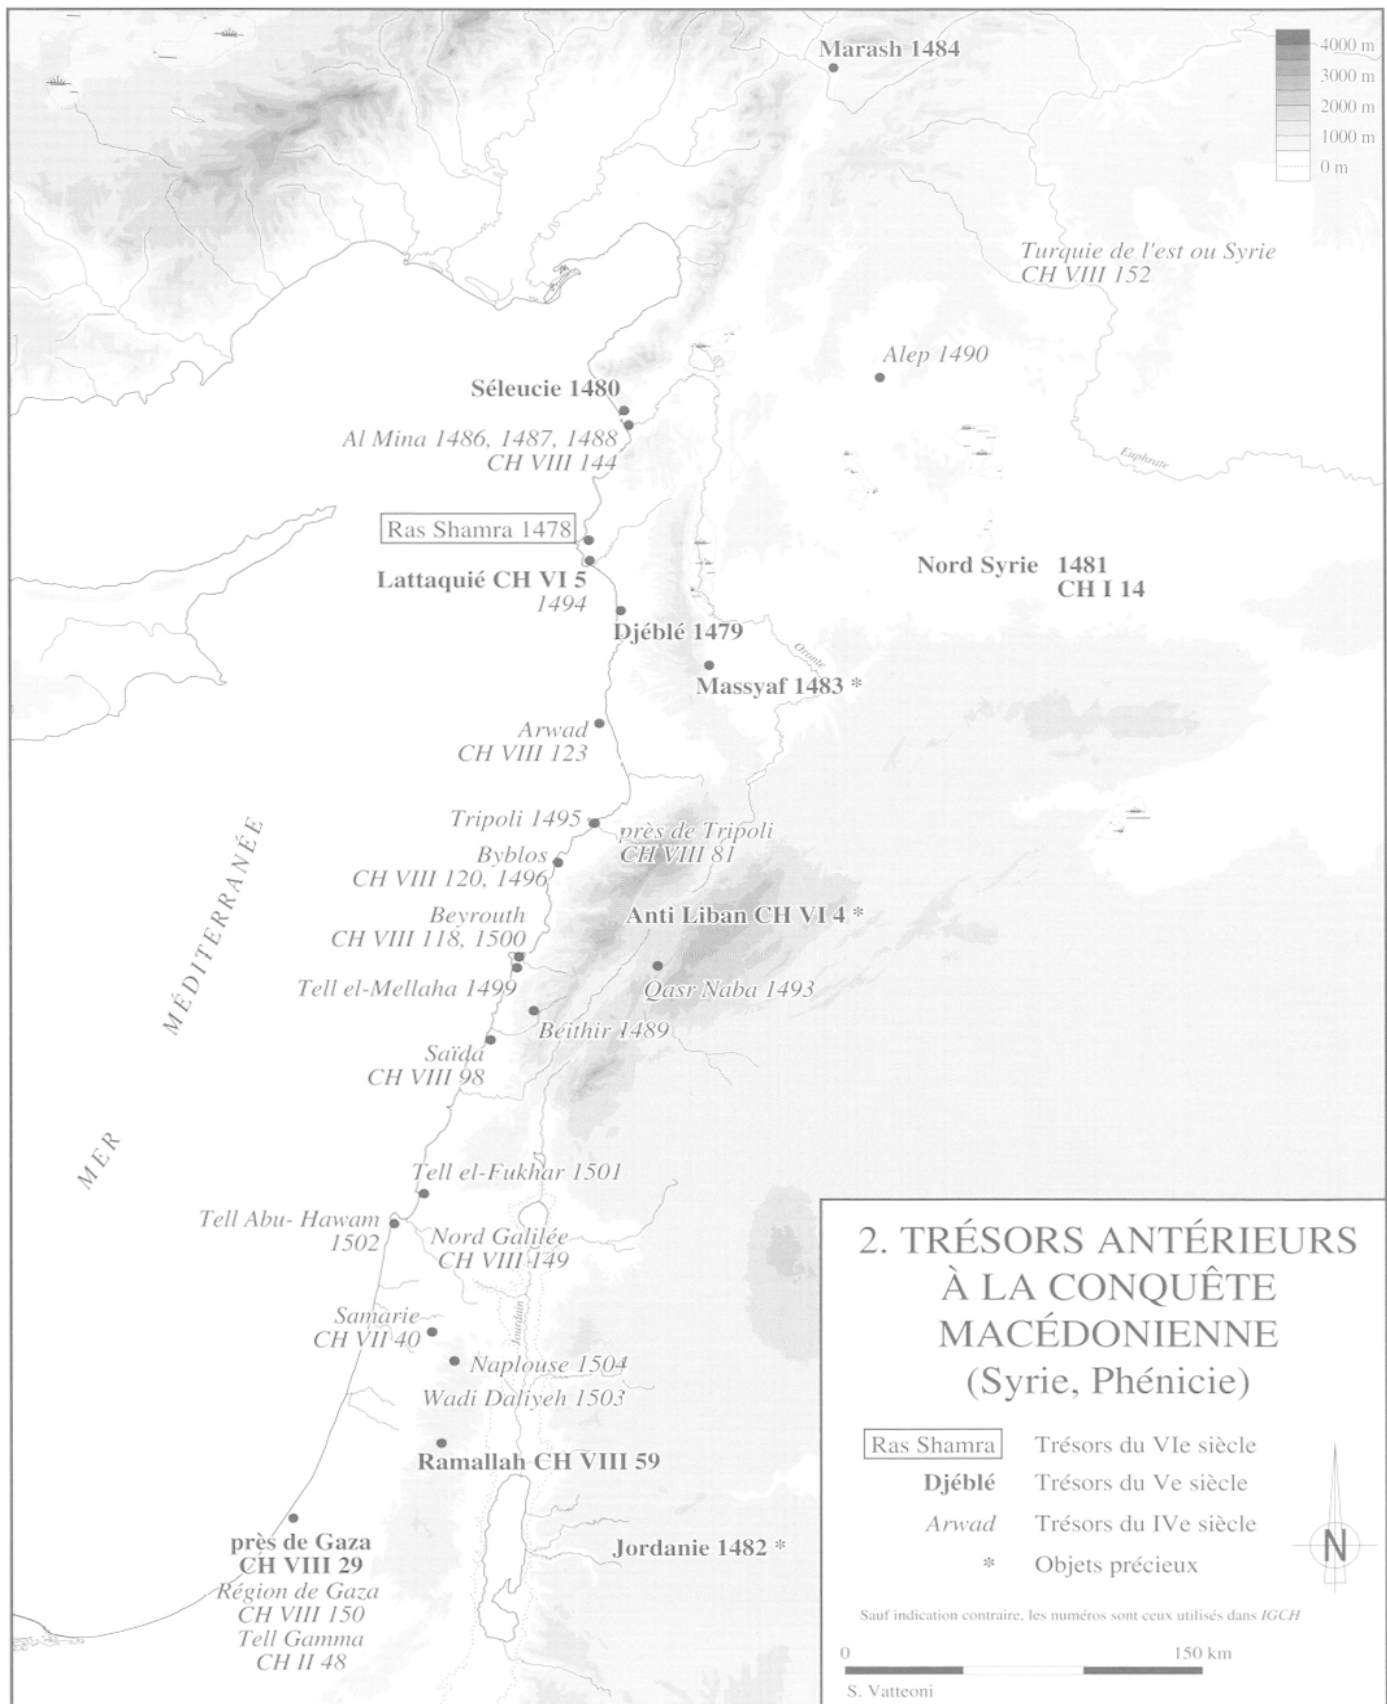 Marash 1484
4000 m
3000 m
2000 m
1000 m
0 m
Turquie de l'est ou Syrie
CH VIII 152
Alep 1490
Séleucie 1480
Al Mina 1486, 1487, 1488
CH VIII 144
Euphrate
Ras Shamra 1478
Lattaquié CH VI 5
1494
Nord Syrie 1481
CH I 14
Djéblé 1479
Oronte
Massyaf 1483 *
Arwad
CH VIII 123
Tripoli 1495
près de Tripoli
CH VIII 81
Byblos
CH VIII 120, 1496
Beyrouth
CH VIII 118, 1500
Anti Liban CH VI 4 *
Tell el-Mellaha 1499
Qasr Naba 1493
Béithir 1489
Saïda
CH VIII 98
MER
MÉDITERRANÉE
Tell el-Fukhar 1501
Tell Abu- Hawam
1502
Nord Galilée
CH VIII 149
Jourdain
Samarie
CH VII 40
Naplouse 1504
Wadi Daliyeh 1503
Ramallah CH VIII 59
près de Gaza
CH VIII 29
Région de Gaza
CH VIII 150
Tell Gamma
CH II 48
Jordanie 1482 *
2. TRÉSORS ANTÉRIEURS
À LA CONQUÊTE
MACÉDONIENNE
(Syrie, Phénicie)
Ras Shamra Trésors du VIe siècle
Djéblé Trésors du Ve siècle
Arwad Trésors du IVe siècle
* Objets précieux
N
Sauf indication contraire, les numéros sont ceux utilisés dans IGCH
0 150 km
S. Vatteoni